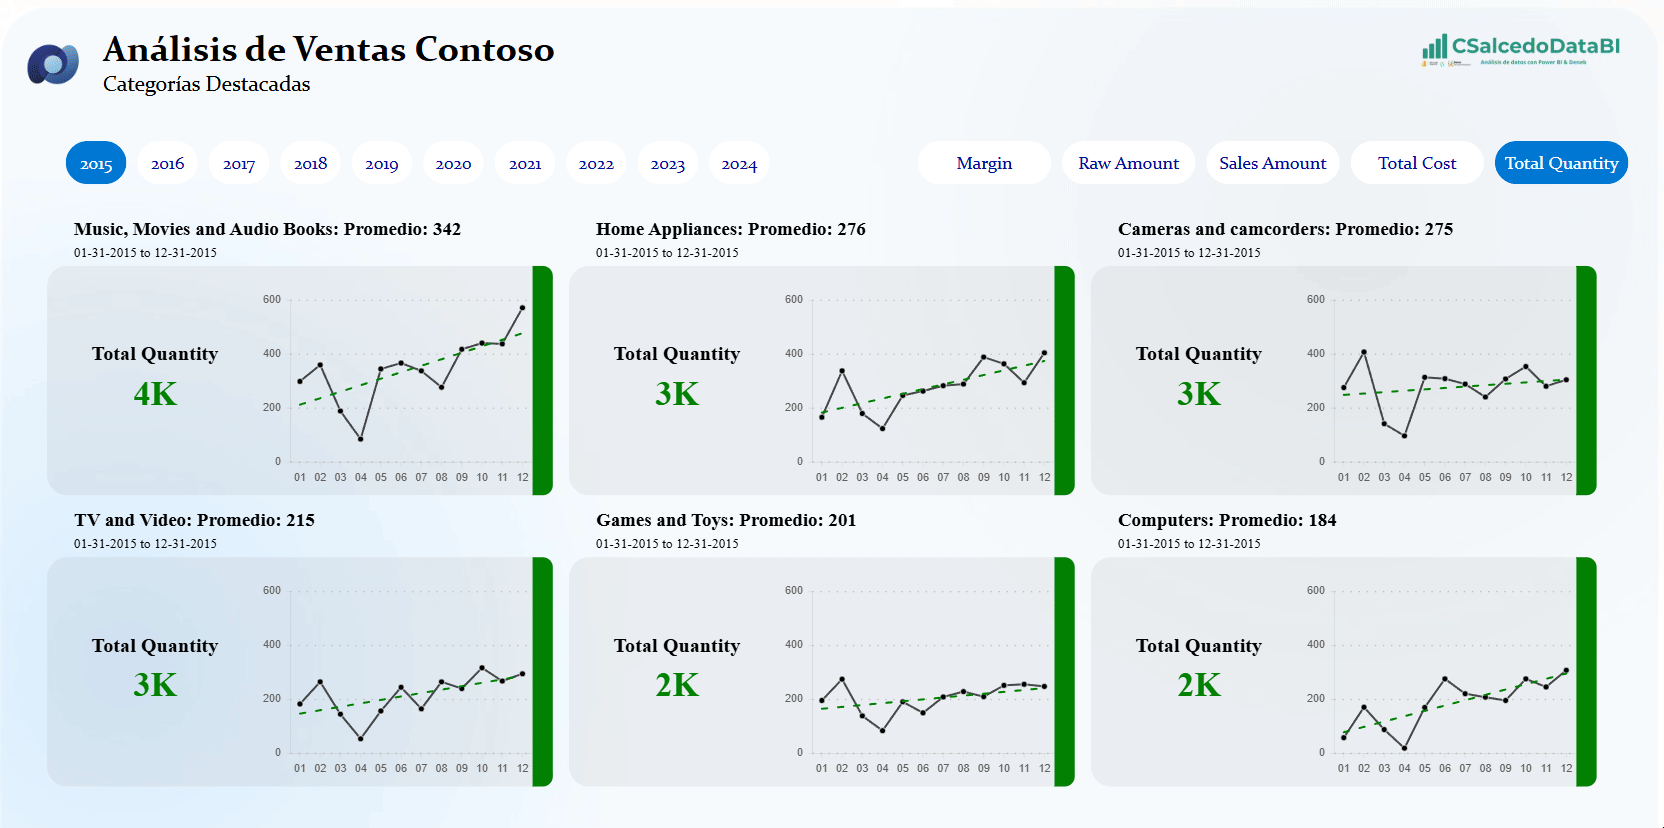 Análisis de Ventas Contoso
Categorías Destacadas
CSalcedoDataBI
Análisis de datos con Power BI & Deneb
2015 2016 2017 2018 2019 2020 2021 2022 2023 2024
Margin Raw Amount Sales Amount Total Cost Total Quantity
Music, Movies and Audio Books: Promedio: 342
01-31-2015 to 12-31-2015
Total Quantity
4K
600
400
200
0
01 02 03 04 05 06 07 08 09 10 11 12
Home Appliances: Promedio: 276
01-31-2015 to 12-31-2015
Total Quantity
3K
600
400
200
0
01 02 03 04 05 06 07 08 09 10 11 12
Cameras and camcorders: Promedio: 275
01-31-2015 to 12-31-2015
Total Quantity
3K
600
400
200
0
01 02 03 04 05 06 07 08 09 10 11 12
TV and Video: Promedio: 215
01-31-2015 to 12-31-2015
Total Quantity
3K
600
400
200
0
01 02 03 04 05 06 07 08 09 10 11 12
Games and Toys: Promedio: 201
01-31-2015 to 12-31-2015
Total Quantity
2K
600
400
200
0
01 02 03 04 05 06 07 08 09 10 11 12
Computers: Promedio: 184
01-31-2015 to 12-31-2015
Total Quantity
2K
600
400
200
0
01 02 03 04 05 06 07 08 09 10 11 12